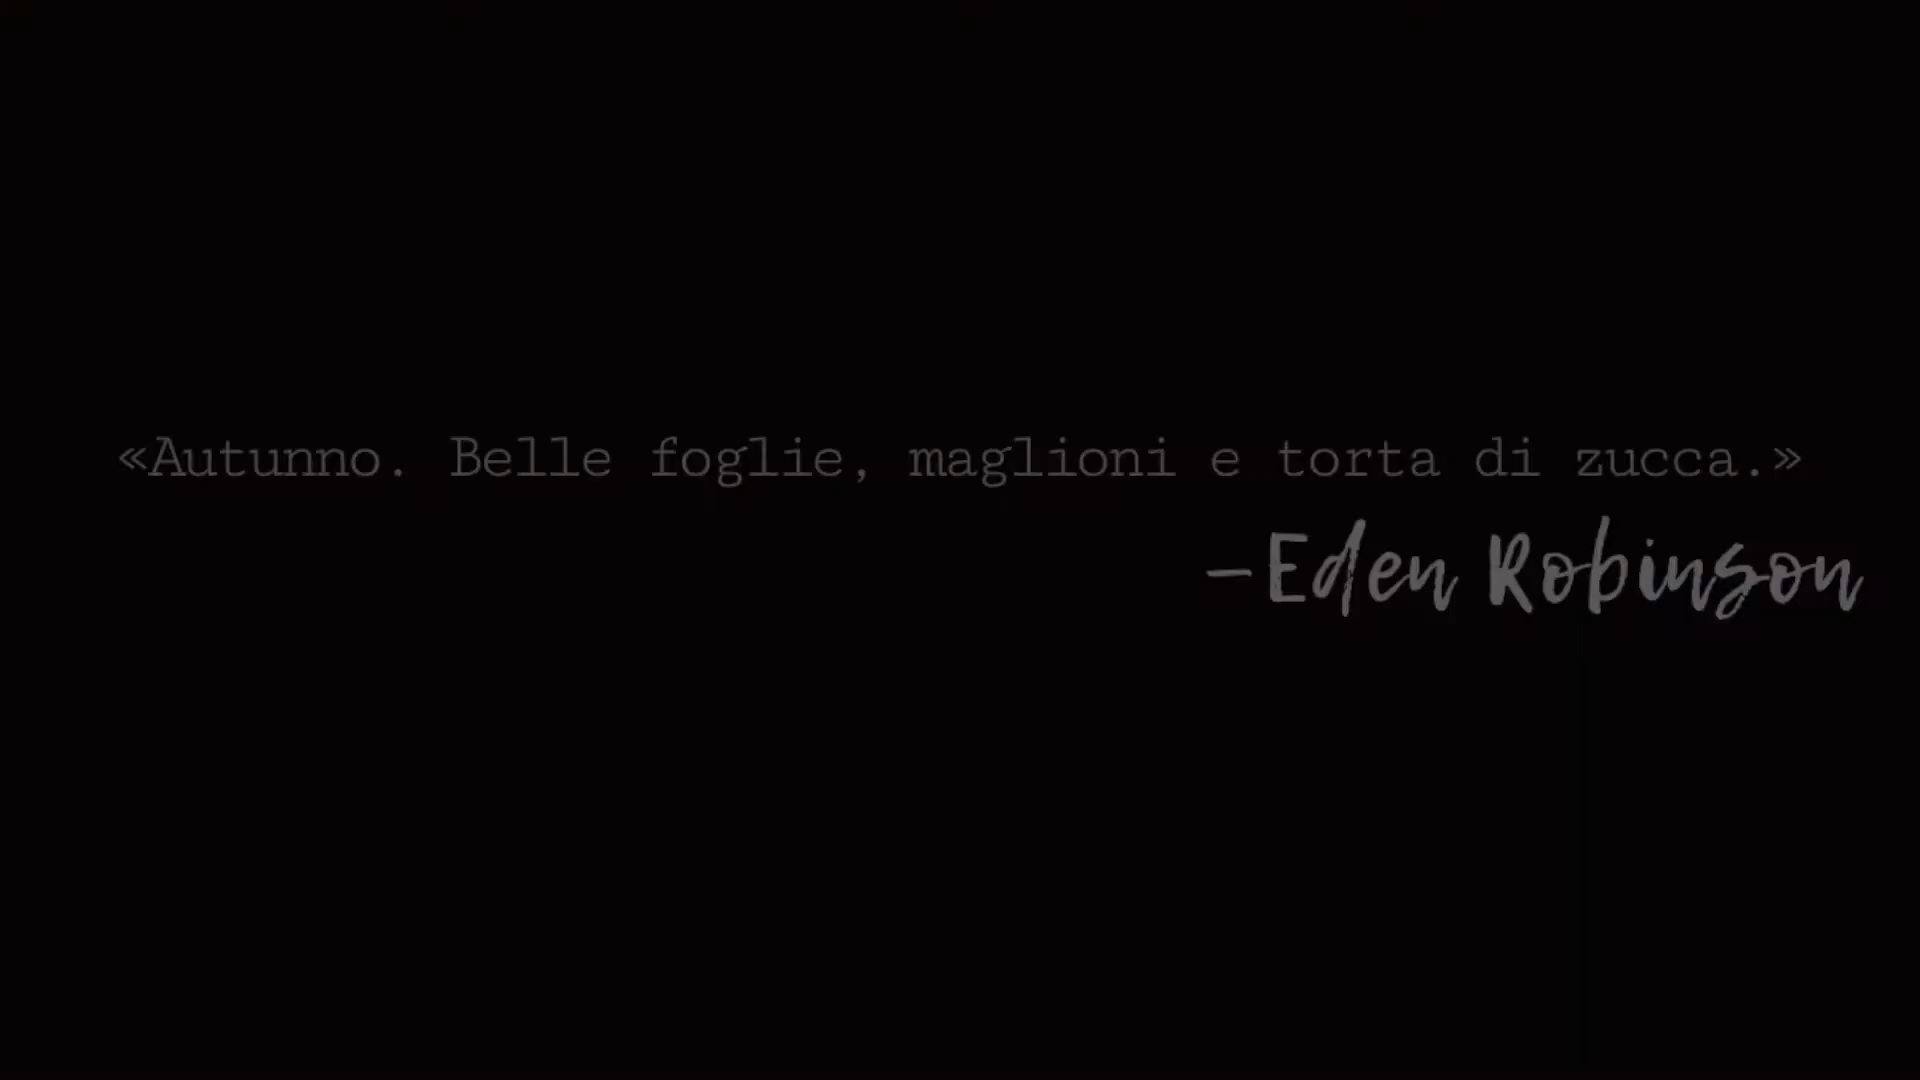 «Autunno. Belle foglie, maglioni e torta di zucca.»
–Eden Robinson